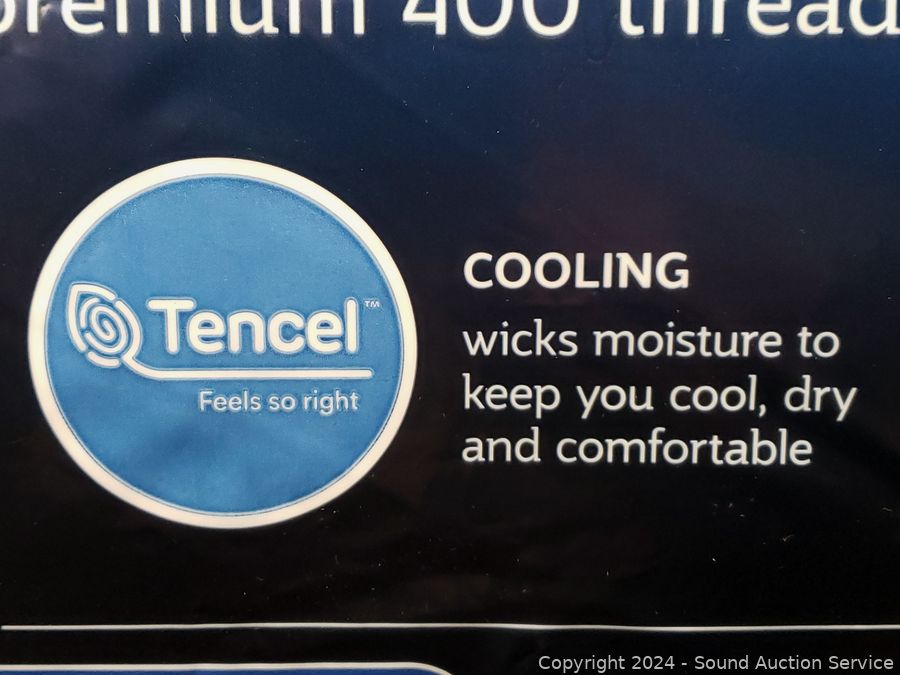 premium 400 thread
Tencel™
Feels so right
COOLING
wicks moisture to
keep you cool, dry
and comfortable
Copyright 2024 - Sound Auction Service